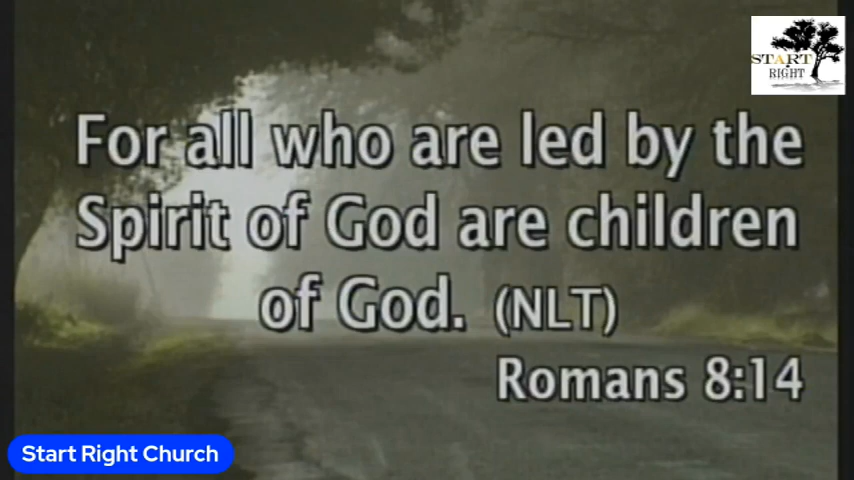 START
RIGHT
For all who are led by the
Spirit of God are children
of God. (NLT)
Romans 8:14
Start Right Church